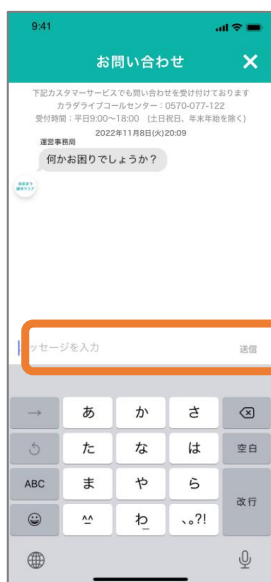 9:41
お問い合わせ
下記カスタマーサービスでも問い合わせを受け付けております
カラダライブコールセンター：0570-077-122
受付時間：平日9:00〜18:00 (土日祝日、年末年始を除く)
2022年11月8日(火)20:09
運営事務局
何かお困りでしょうか？
メッセージを入力
送信
→ あ か さ
た な は 空白
ABC ま や ら
改行
^^ わ_ 、。?!